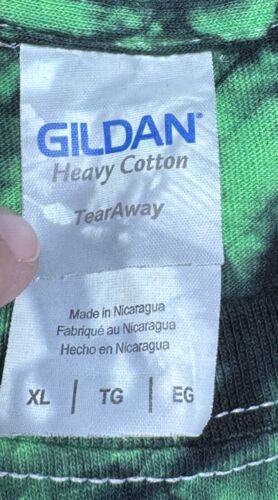 GILDAN®
Heavy Cotton
TearAway
Made in Nicaragua
Fabriqué au Nicaragua
Hecho en Nicaragua
XL | TG | EG